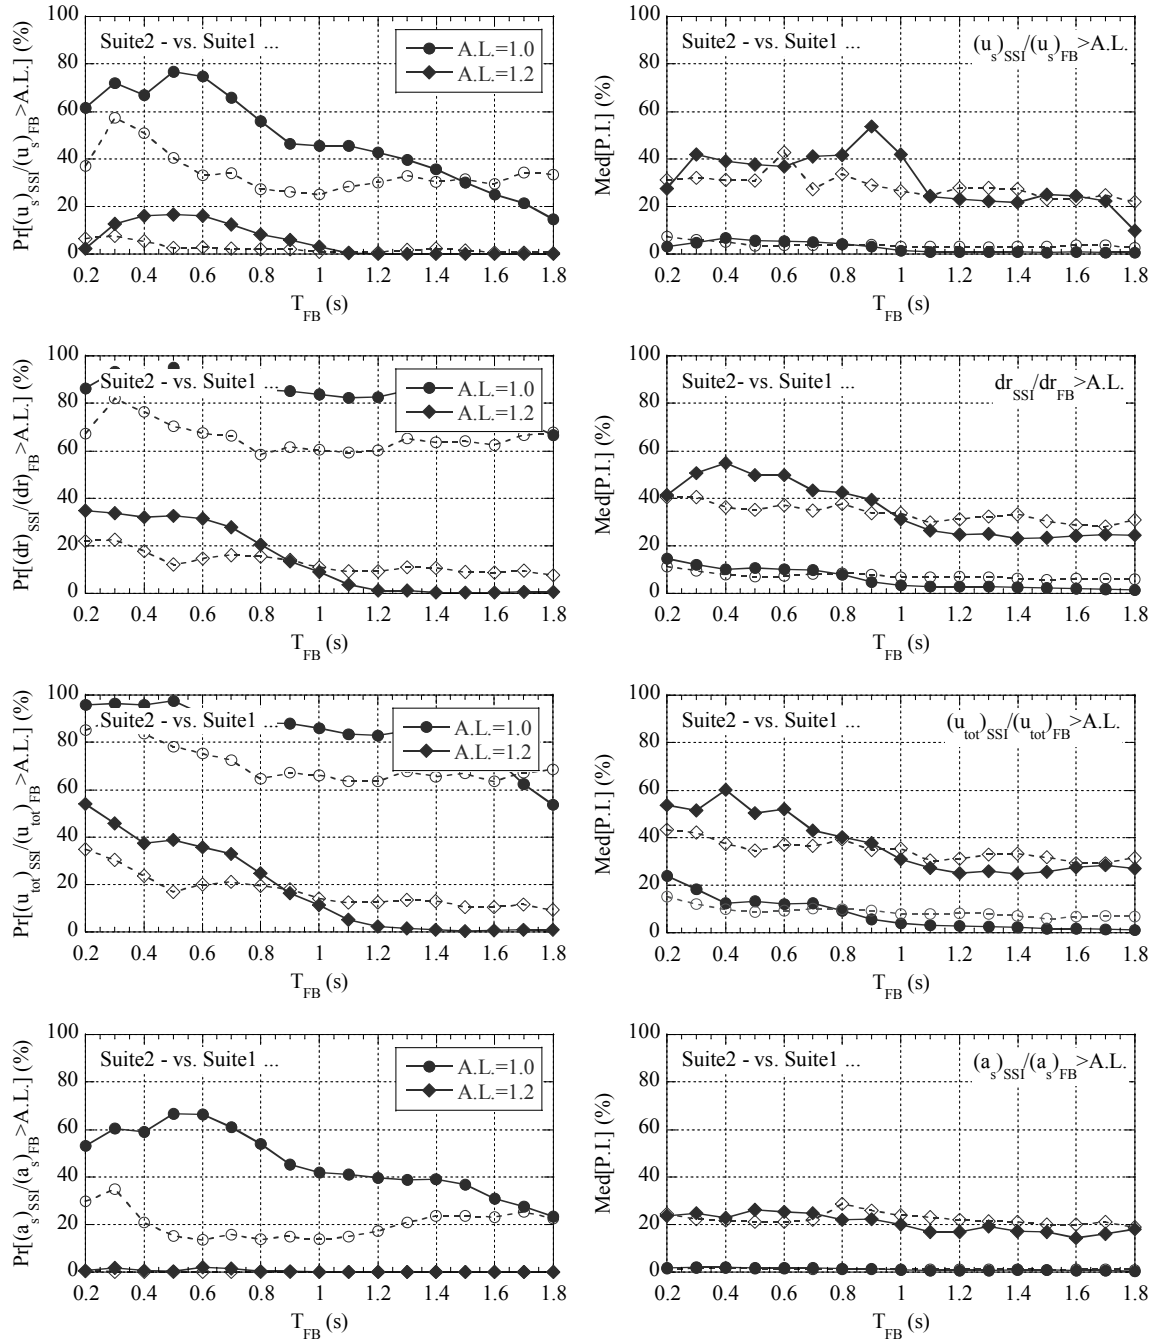 Pr[(u_s)_SSI/(u_s)_FB>A.L.] (%)
100
80
60
40
20
0
Suite2 - vs. Suite1 ...
A.L.=1.0
A.L.=1.2
0.2 0.4 0.6 0.8 1 1.2 1.4 1.6 1.8
T_FB (s)
Med[P.I.] (%)
100
80
60
40
20
0
Suite2 - vs. Suite1 ...
(u_s)_SSI/(u_s)_FB>A.L.
0.2 0.4 0.6 0.8 1 1.2 1.4 1.6 1.8
T_FB (s)
Pr[(dr)_SSI/(dr)_FB>A.L.] (%)
100
80
60
40
20
0
Suite2 - vs. Suite1 ...
A.L.=1.0
A.L.=1.2
0.2 0.4 0.6 0.8 1 1.2 1.4 1.6 1.8
T_FB (s)
Med[P.I.] (%)
100
80
60
40
20
0
Suite2- vs. Suite1 ...
dr_SSI/dr_FB>A.L.
0.2 0.4 0.6 0.8 1 1.2 1.4 1.6 1.8
T_FB (s)
Pr[(u_tot)_SSI/(u_tot)_FB>A.L.] (%)
100
80
60
40
20
0
Suite2 - vs. Suite1 ...
A.L.=1.0
A.L.=1.2
0.2 0.4 0.6 0.8 1 1.2 1.4 1.6 1.8
T_FB (s)
Med[P.I.] (%)
100
80
60
40
20
0
Suite2 - vs. Suite1 ...
(u_tot)_SSI/(u_tot)_FB>A.L.
0.2 0.4 0.6 0.8 1 1.2 1.4 1.6 1.8
T_FB (s)
Pr[(a_s)_SSI/(a_s)_FB>A.L.] (%)
100
80
60
40
20
0
Suite2 - vs. Suite1 ...
A.L.=1.0
A.L.=1.2
0.2 0.4 0.6 0.8 1 1.2 1.4 1.6 1.8
T_FB (s)
Med[P.I.] (%)
100
80
60
40
20
0
Suite2 - vs. Suite1 ...
(a_s)_SSI/(a_s)_FB>A.L.
0.2 0.4 0.6 0.8 1 1.2 1.4 1.6 1.8
T_FB (s)